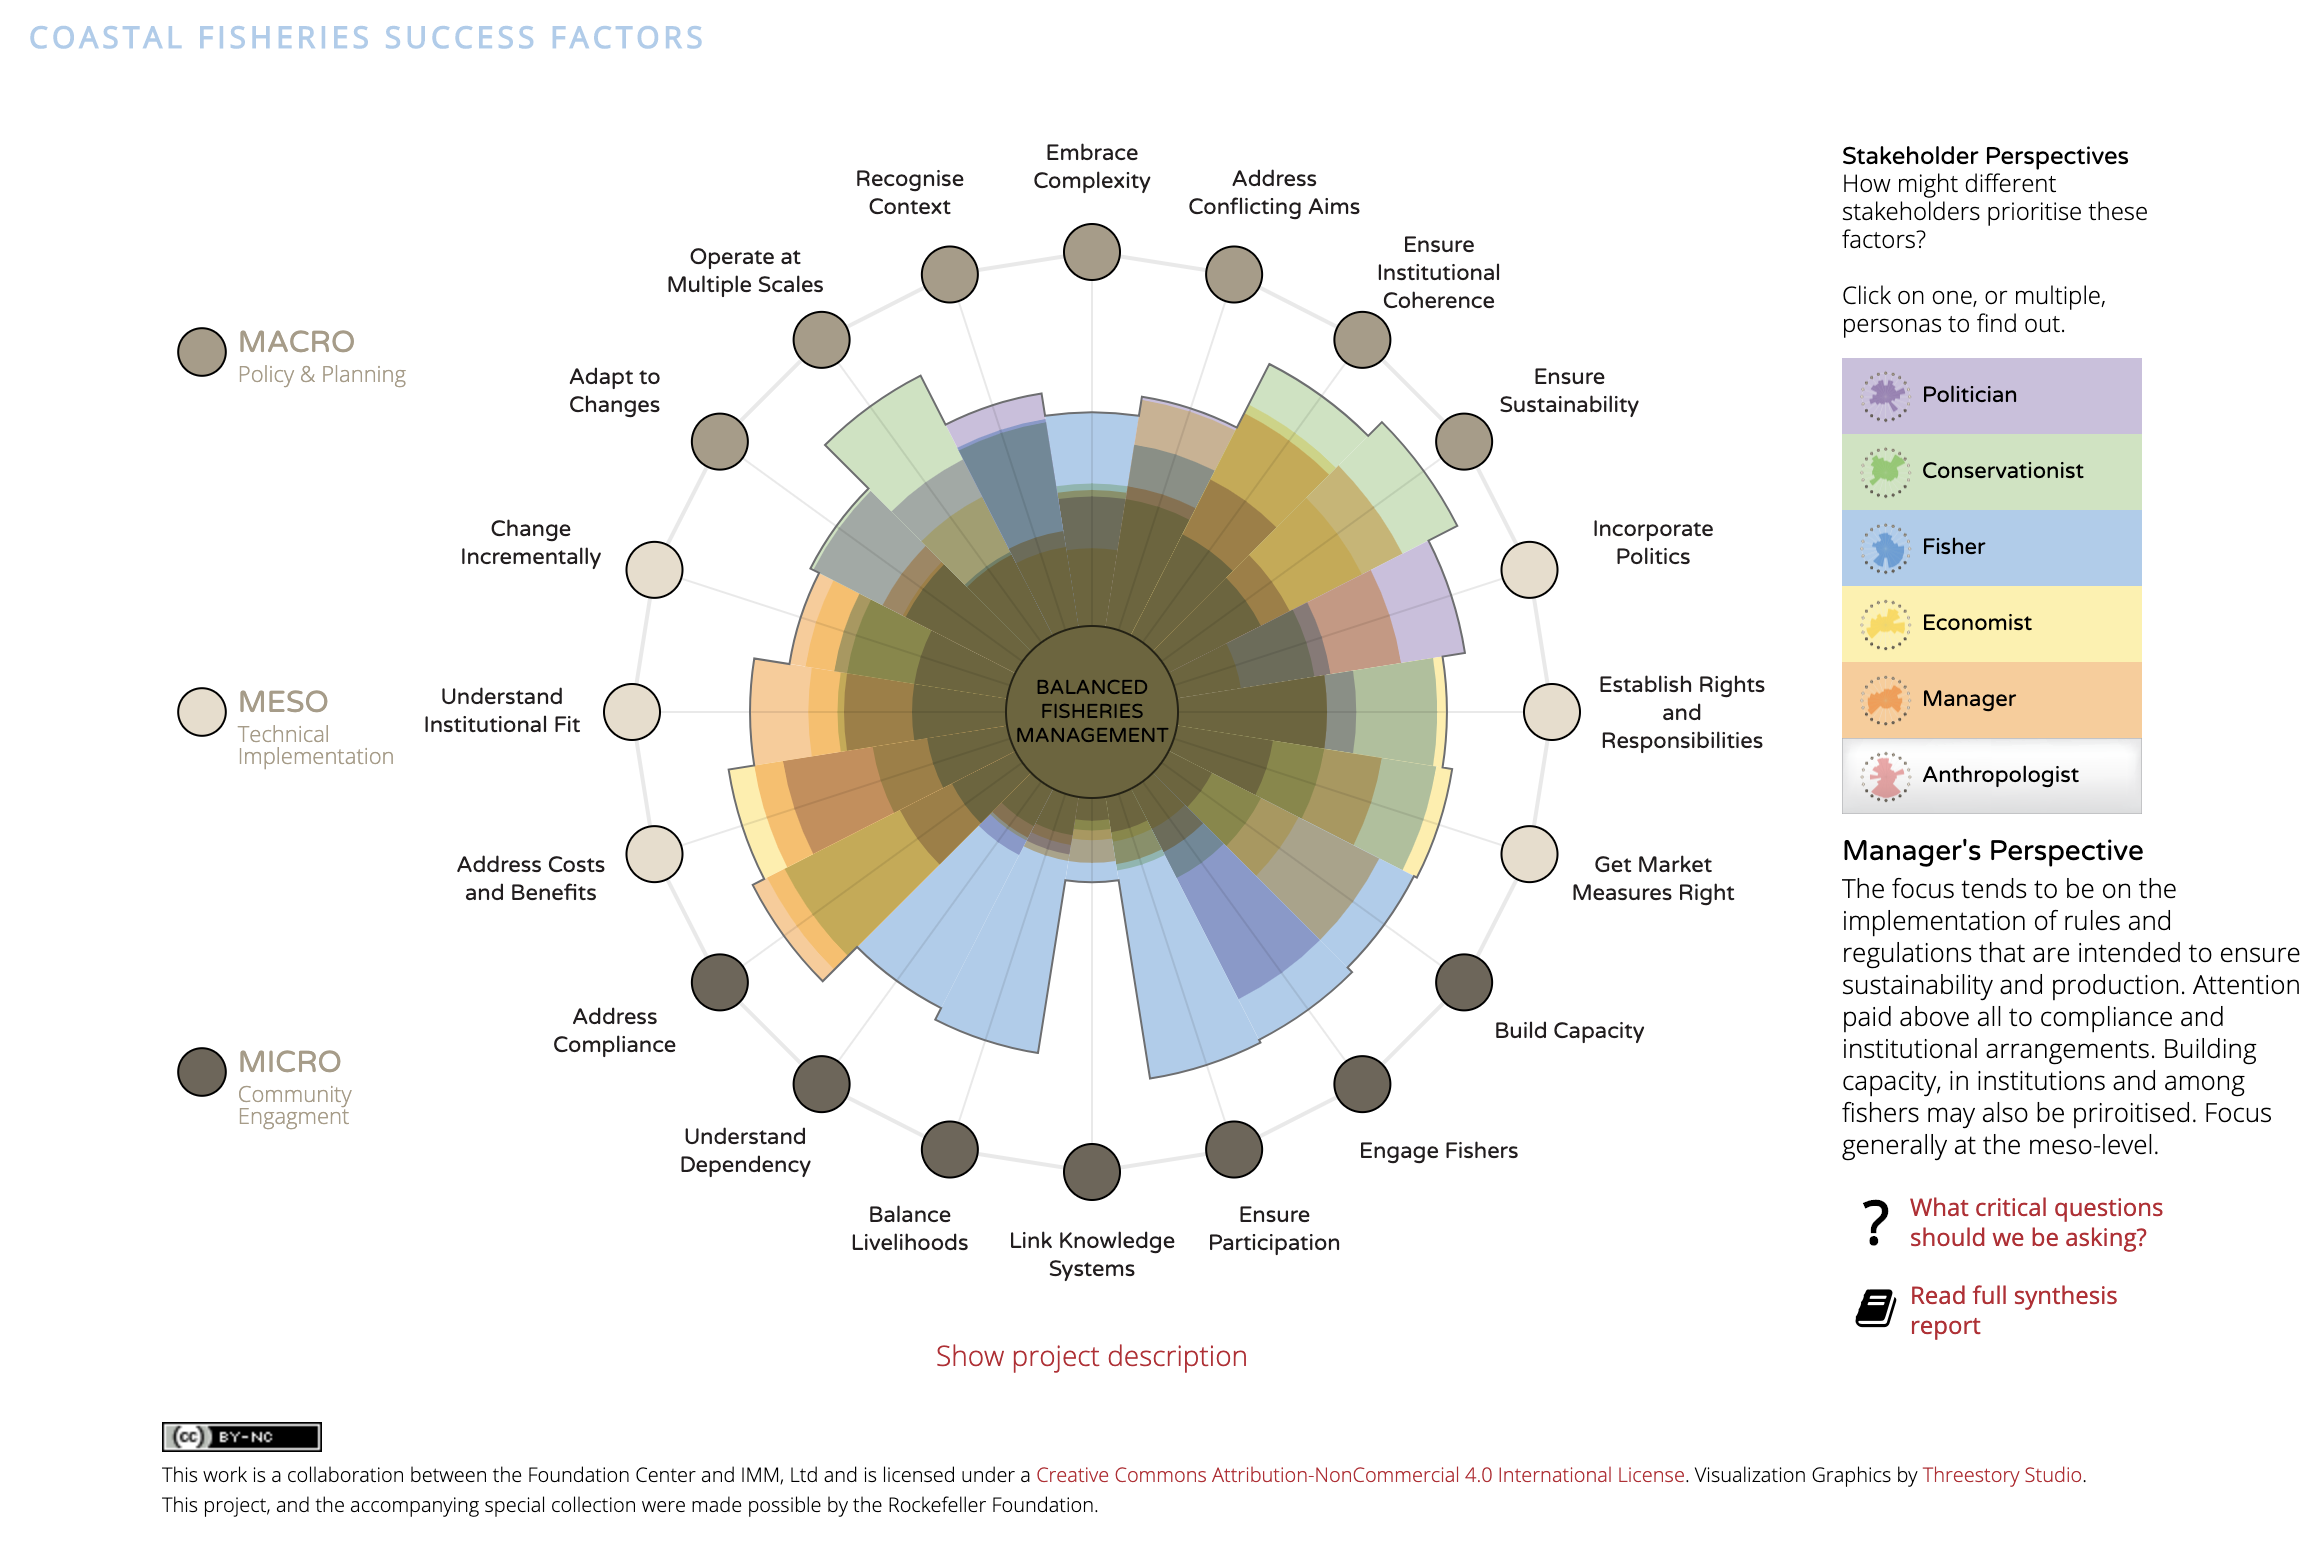 COASTAL FISHERIES SUCCESS FACTORS
MACRO
Policy & Planning
MESO
Technical
Implementation
MICRO
Community
Engagment
Embrace
Complexity
Address
Conflicting Aims
Ensure
Institutional
Coherence
Ensure
Sustainability
Incorporate
Politics
Establish Rights
and
Responsibilities
Get Market
Measures Right
Build Capacity
Engage Fishers
Ensure
Participation
Link Knowledge
Systems
Balance
Livelihoods
Understand
Dependency
Address
Compliance
Address Costs
and Benefits
Understand
Institutional Fit
Change
Incrementally
Adapt to
Changes
Operate at
Multiple Scales
Recognise
Context
BALANCED
FISHERIES
MANAGEMENT
Show project description
Stakeholder Perspectives
How might different
stakeholders prioritise these
factors?
Click on one, or multiple,
personas to find out.
Politician
Conservationist
Fisher
Economist
Manager
Anthropologist
Manager's Perspective
The focus tends to be on the
implementation of rules and
regulations that are intended to ensure
sustainability and production. Attention
paid above all to compliance and
institutional arrangements. Building
capacity, in institutions and among
fishers may also be priroitised. Focus
generally at the meso-level.
?
What critical questions
should we be asking?
Read full synthesis
report
(cc) BY-NC
This work is a collaboration between the Foundation Center and IMM, Ltd and is licensed under a Creative Commons Attribution-NonCommercial 4.0 International License. Visualization Graphics by Threestory Studio.
This project, and the accompanying special collection were made possible by the Rockefeller Foundation.